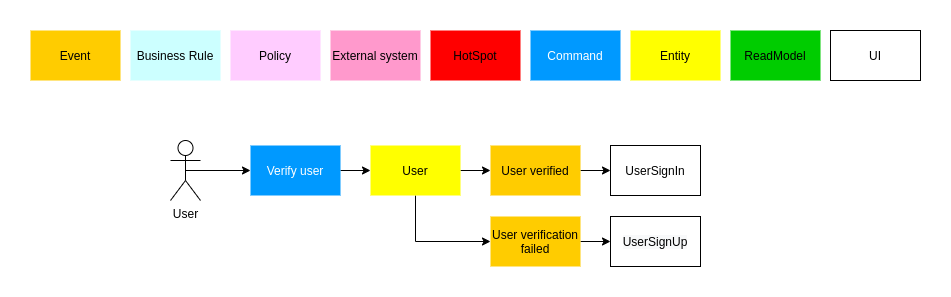 Event
Business Rule
Policy
External system
HotSpot
Command
Entity
ReadModel
UI
Verify user
User
User verified
UserSignIn
User
User verification
failed
UserSignUp